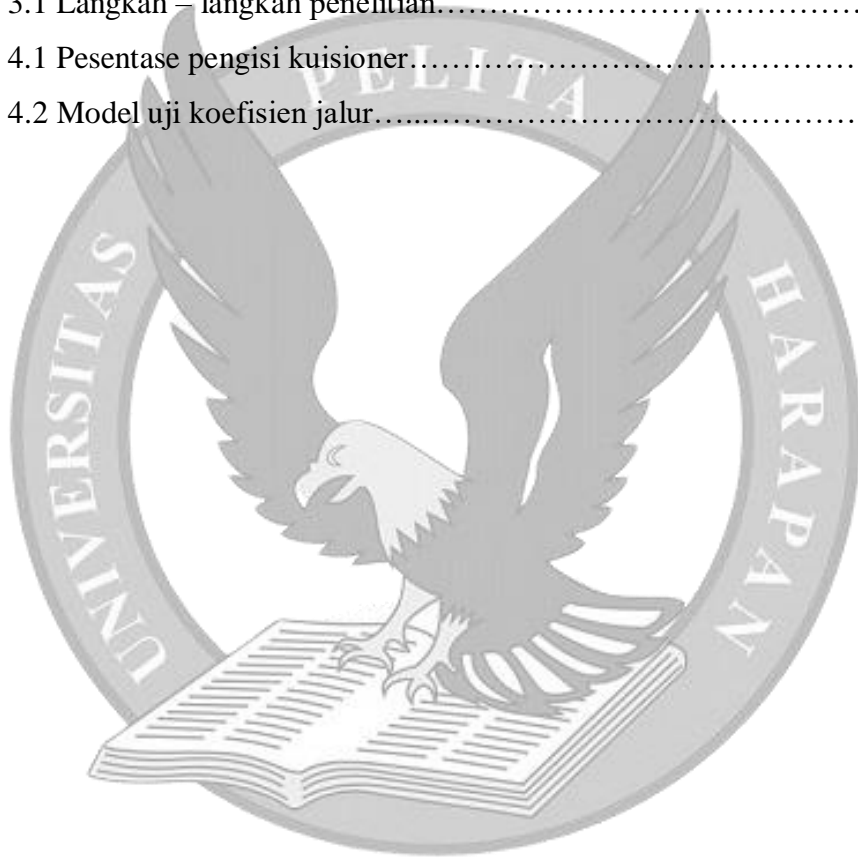 3.1 Langkah – langkah penelitian……………………………………
4.1 Pesentase pengisi kuisioner………………………………………
4.2 Model uji koefisien jalur…...……………………………………
UNIVERSITAS PELITA HARAPAN